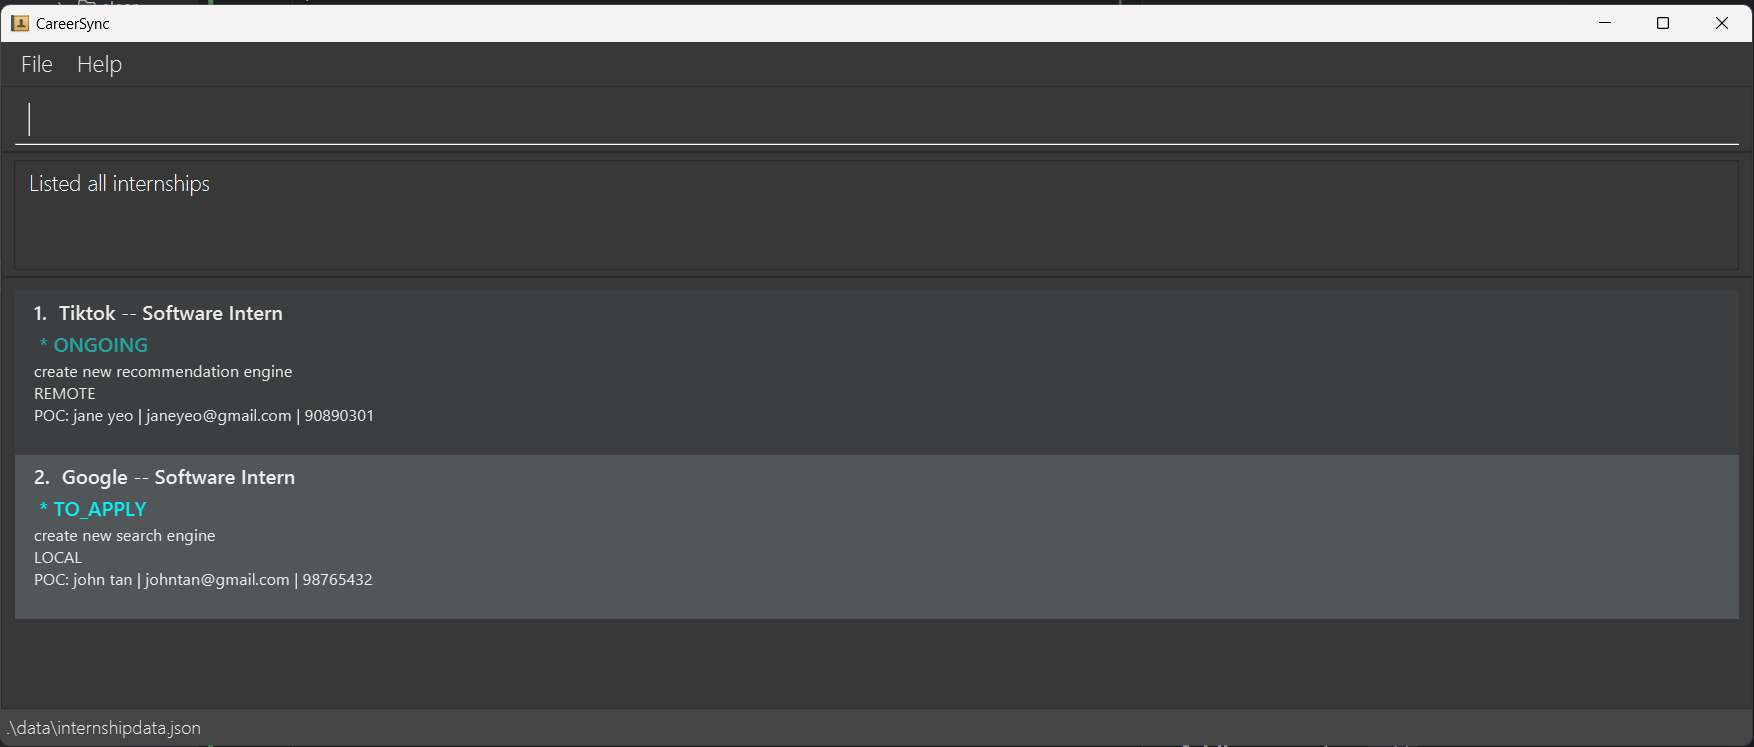 CareerSync
File Help
Listed all internships
1. Tiktok -- Software Intern
* ONGOING
create new recommendation engine
REMOTE
POC: jane yeo | janeyeo@gmail.com | 90890301
2. Google -- Software Intern
* TO_APPLY
create new search engine
LOCAL
POC: john tan | johntan@gmail.com | 98765432
.\data\internshipdata.json